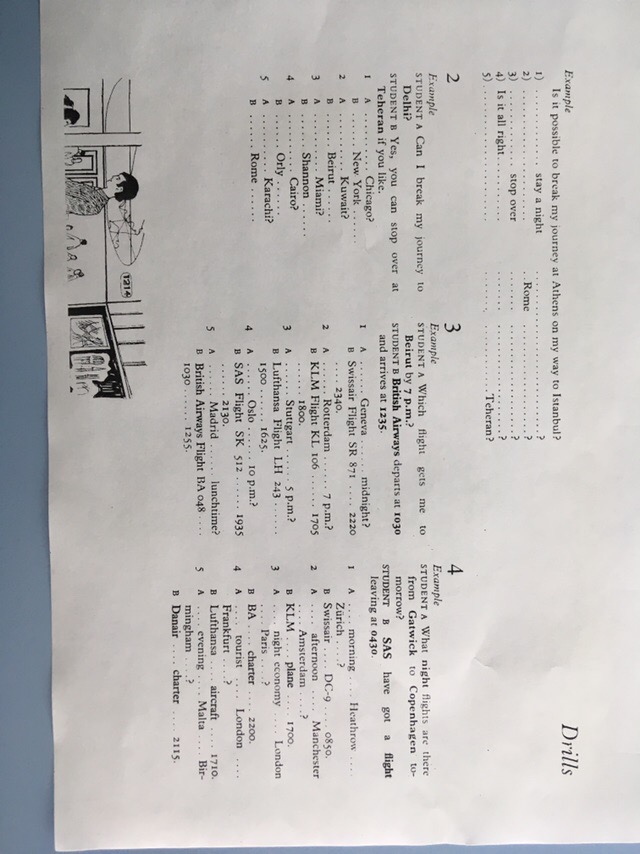 Drills
Example
Is it possible to break my journey at Athens on my way to Istanbul?
1) ............. stay a night ...........................?
2) ...................... ..Rome ..................?
3) ............. stop over ....... ..................?
4) Is it all right........... ....... ..................?
5)....................... ....... ...........Teheran?
2
Example
STUDENT A Can I break my journey to
Delhi?
STUDENT B Yes, you can stop over at
Teheran if you like.
1 A .......... Chicago?
B ...... New York ......
2 A .......... Kuwait?
B ...... Beirut ......
3 A .......... Miami?
B ...... Shannon ......
4 A .......... Cairo?
B ...... Orly ......
5 A .......... Karachi?
B ...... Rome ......
3
Example
STUDENT A Which flight gets me to
Beirut by 7 p.m.?
STUDENT B British Airways departs at 1030
and arrives at 1235.
1 A ...... Geneva ...... midnight?
B Swissair Flight SR 871 .... 2220
.... 2340.
2 A ...... Rotterdam ...... 7 p.m.?
B KLM Flight KL 106 ...... 1705
...... 1800.
3 A ...... Stuttgart ...... 5 p.m.?
B Lufthansa Flight LH 243 ......
1500 ...... 1625.
4 A ...... Oslo ...... 10 p.m.?
B SAS Flight SK 512 ...... 1935
...... 2130.
5 A ...... Madrid ...... lunchtime?
B British Airways Flight BA 048 ....
1030 ...... 1255.
4
Example
STUDENT A What night flights are there
from Gatwick to Copenhagen to-
morrow?
STUDENT B SAS have got a flight
leaving at 0430.
1 A .... morning .... Heathrow ....
Zürich ....?
B Swissair .... DC-9 .... 0850.
2 A .... afternoon .... Manchester
.... Amsterdam ....?
B KLM .... plane .... 1700.
3 A .... night economy .... London
.... Paris ....?
B BA .... charter .... 2200.
4 A .... tourist .... London ....
Frankfurt ....?
B Lufthansa .... aircraft .... 1710.
5 A .... evening .... Malta .... Bir-
mingham ....?
B Danair .... charter .... 2115.
1214